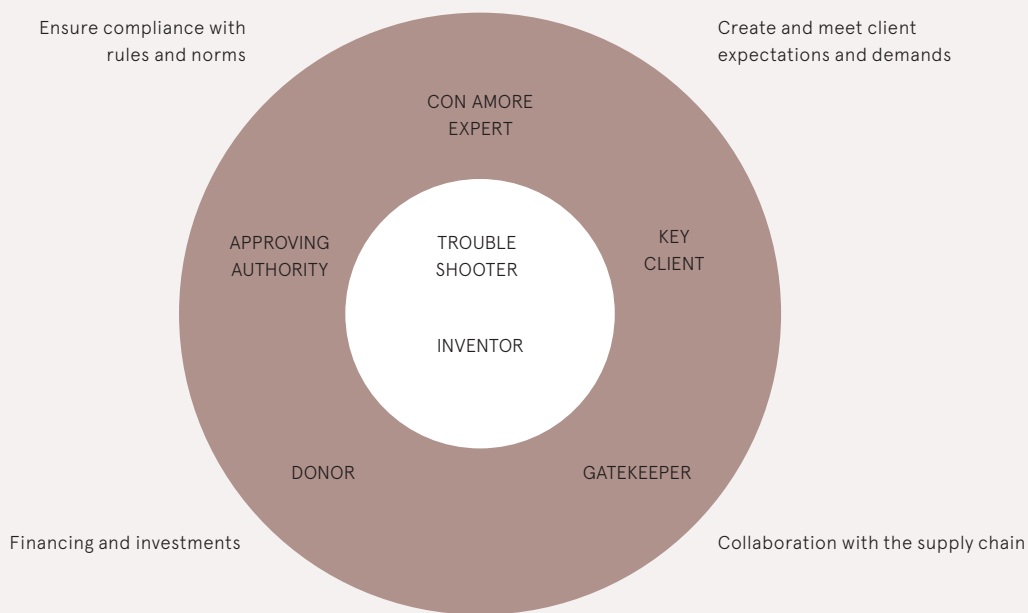 Ensure compliance with
rules and norms
Create and meet client
expectations and demands
CON AMORE
EXPERT
APPROVING
AUTHORITY
TROUBLE
SHOOTER
KEY
CLIENT
INVENTOR
DONOR
GATEKEEPER
Financing and investments
Collaboration with the supply chain